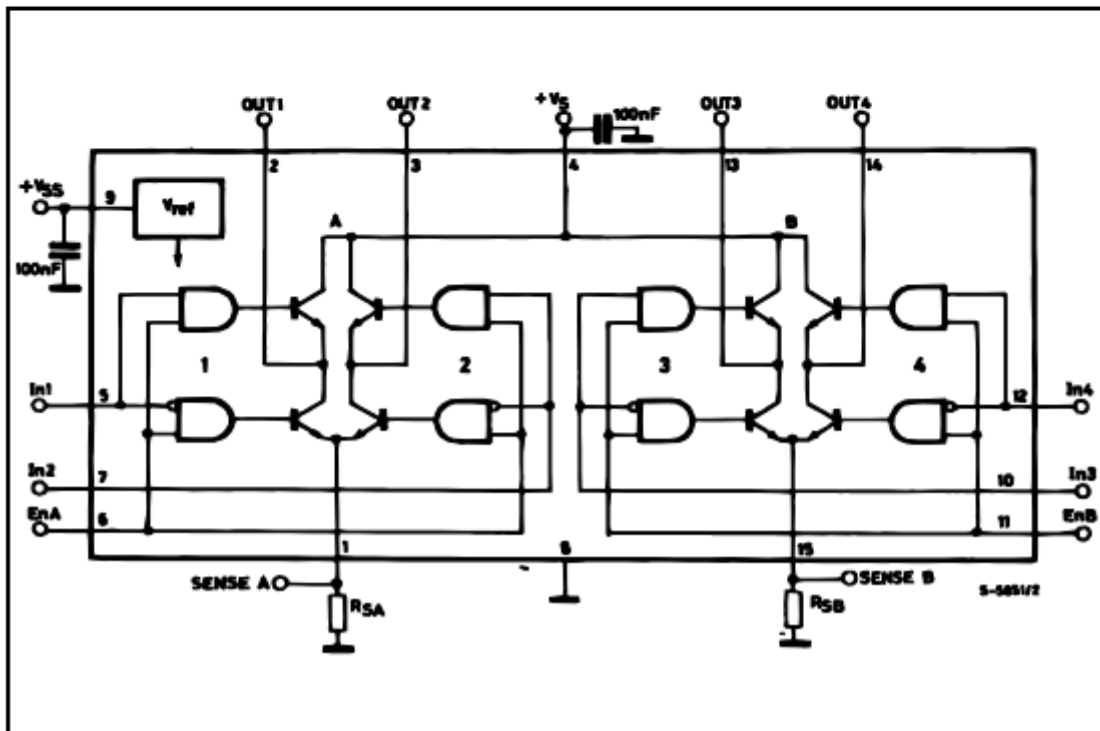 OUT1 OUT2 +VS 100nF OUT3 OUT4
2 3 4 13 14
+VSS 9 Vref
A B
100nF
1 2 3 4
In1 5 12 In4
In2 7 10 In3
EnA 6 11 EnB
1 8 15
SENSE A SENSE B
RSA RSB S-5851/2